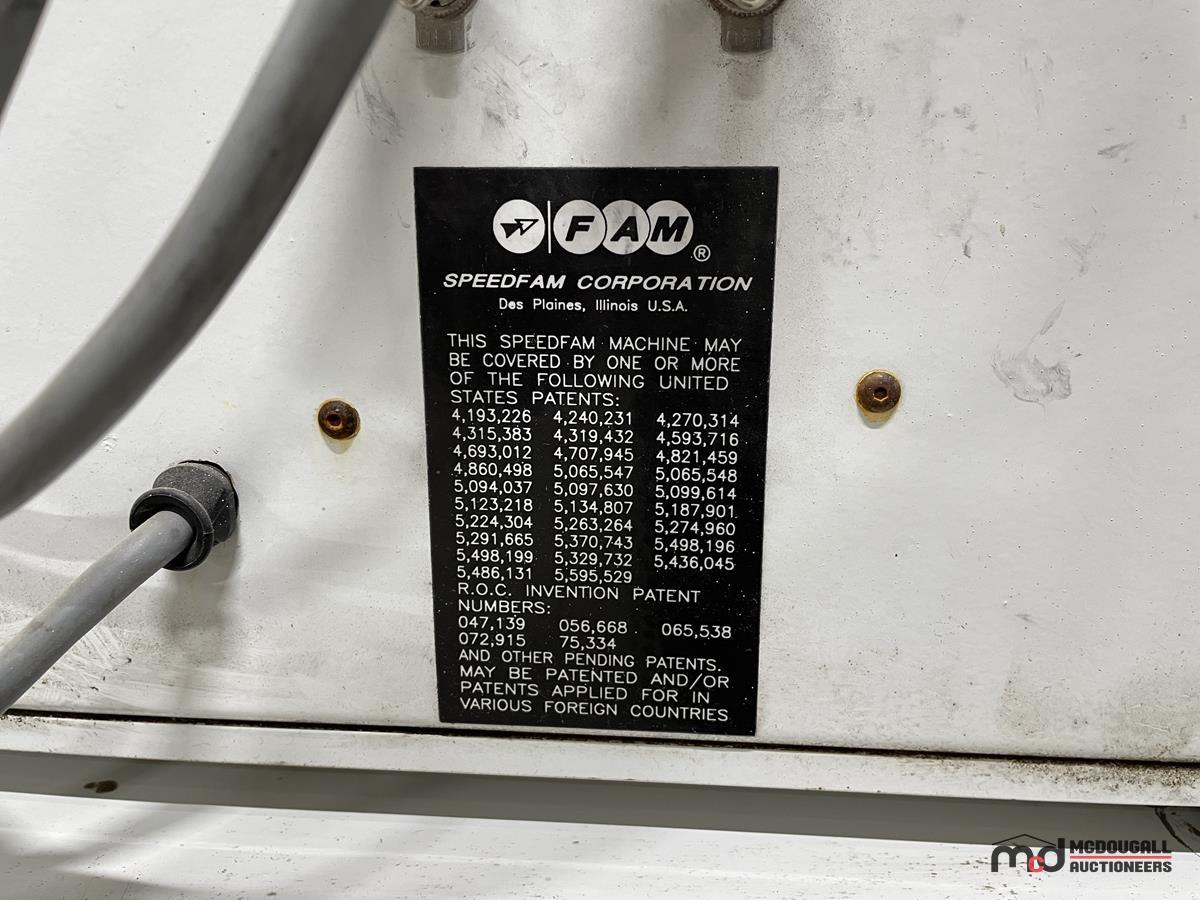 FAM®
SPEEDFAM CORPORATION
Des Plaines, Illinois U.S.A.
THIS SPEEDFAM MACHINE MAY
BE COVERED BY ONE OR MORE
OF THE FOLLOWING UNITED
STATES PATENTS:
4,193,226 4,240,231 4,270,314
4,315,383 4,319,432 4,593,716
4,693,012 4,707,945 4,821,459
4,860,498 5,065,547 5,065,548
5,094,037 5,097,630 5,099,614
5,123,218 5,134,807 5,187,901
5,224,304 5,263,264 5,274,960
5,291,665 5,370,743 5,498,196
5,498,199 5,329,732 5,436,045
5,486,131 5,595,529
R.O.C. INVENTION PATENT
NUMBERS:
047,139 056,668 065,538
072,915 75,334
AND OTHER PENDING PATENTS.
MAY BE PATENTED AND/OR
PATENTS APPLIED FOR IN
VARIOUS FOREIGN COUNTRIES
mcd MCDOUGALL
AUCTIONEERS